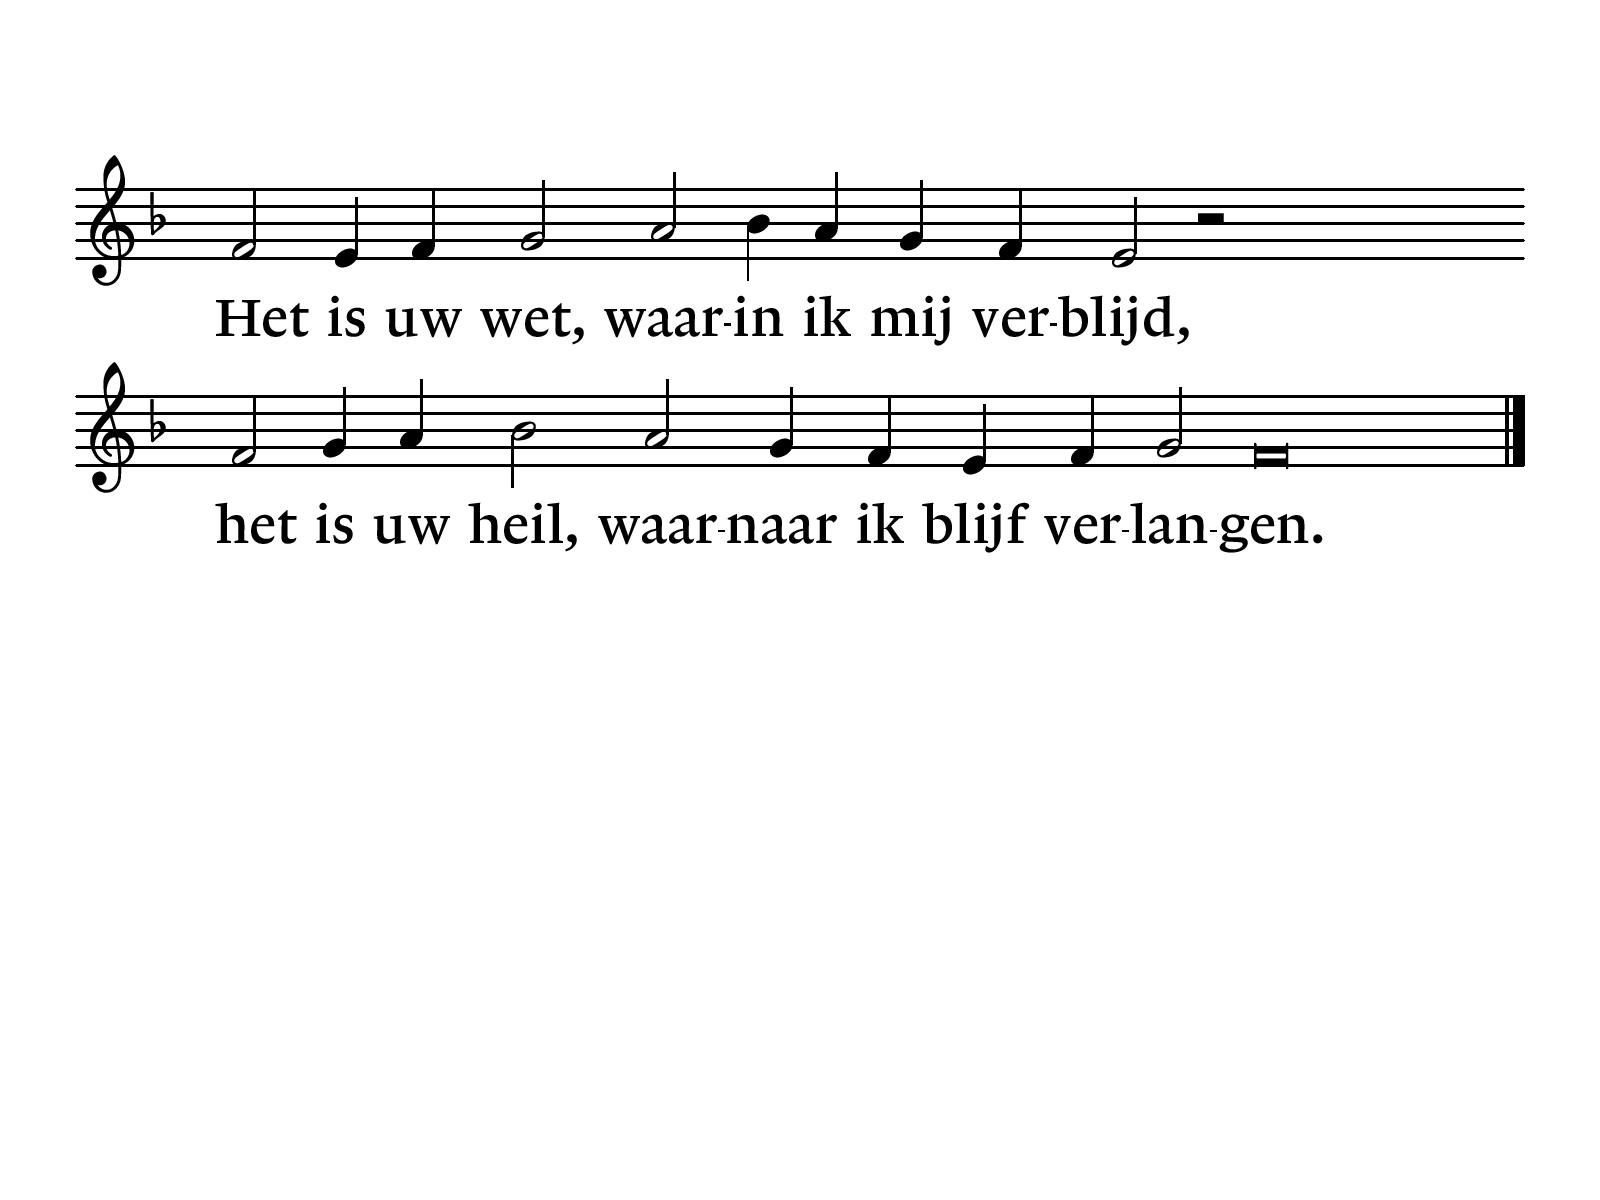 Het is uw wet, waar-in ik mij ver-blijd,
het is uw heil, waar-naar ik blijf ver-lan-gen.